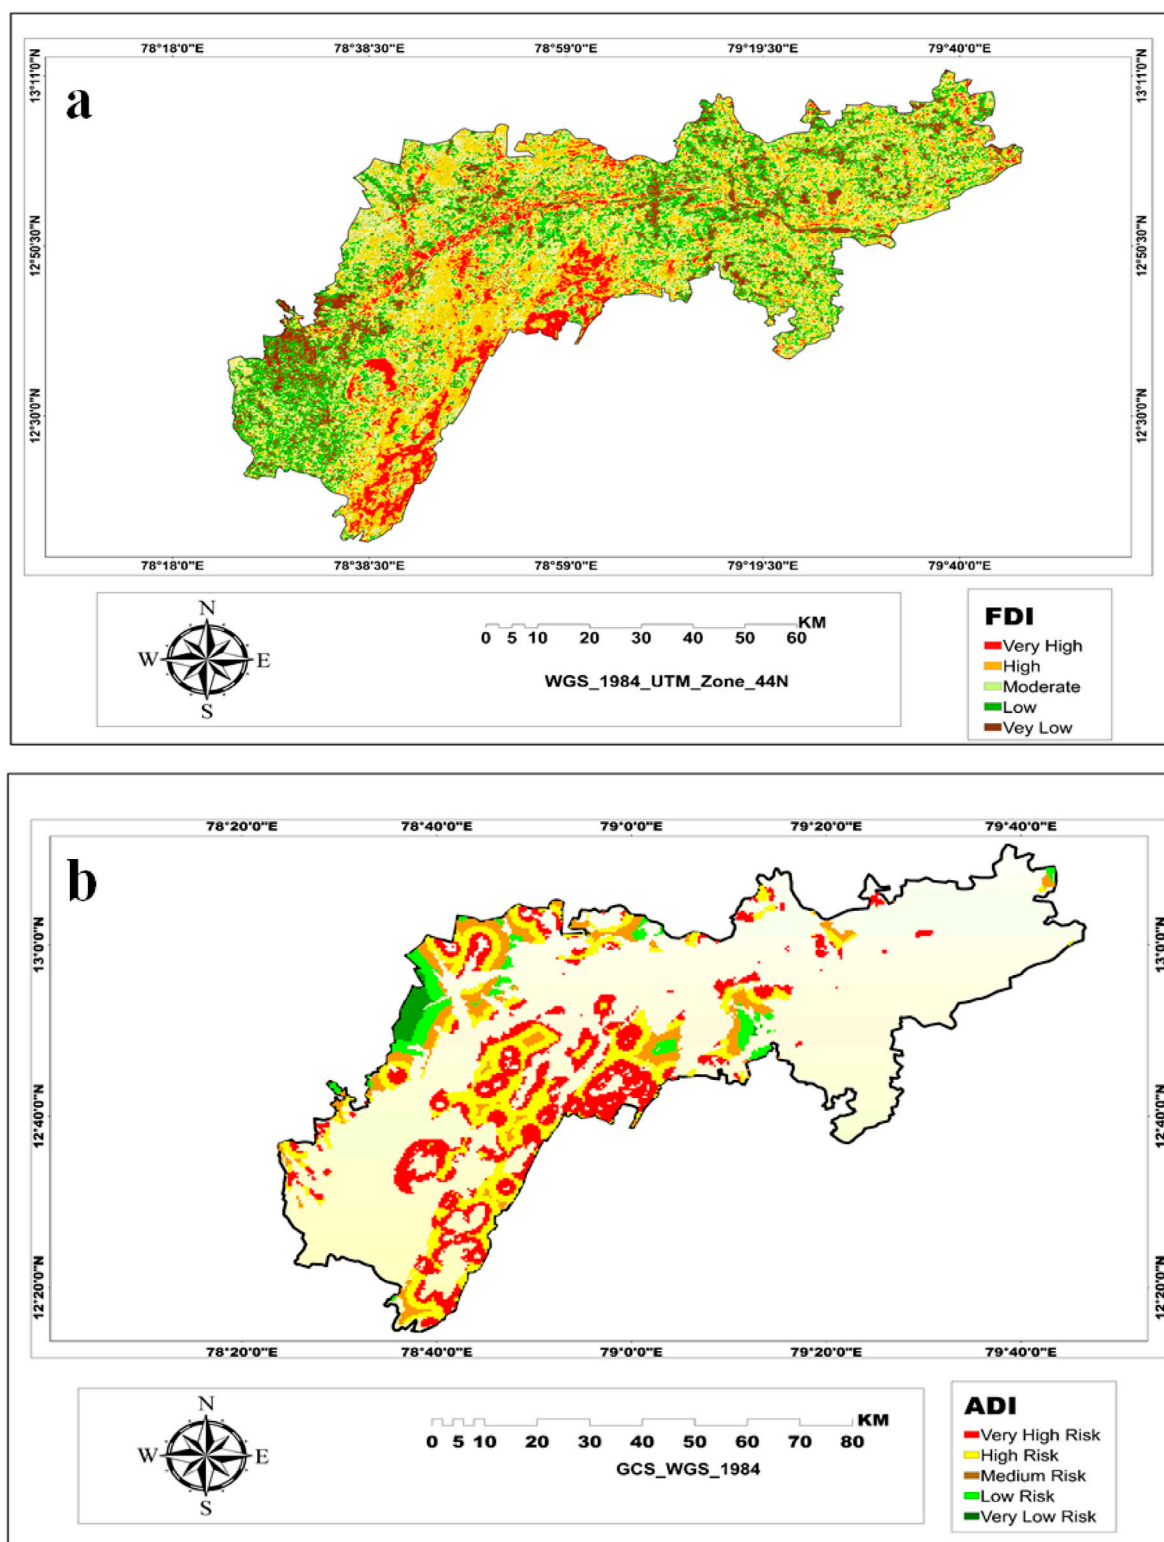 78°18'0"E 78°38'30"E 78°59'0"E 79°19'30"E 79°40'0"E
a
13°11'0"N 13°11'0"N
12°50'30"N 12°50'30"N
12°30'0"N 12°30'0"N
78°18'0"E 78°38'30"E 78°59'0"E 79°19'30"E 79°40'0"E
N
W E
S
KM
0 5 10 20 30 40 50 60
WGS_1984_UTM_Zone_44N
FDI
Very High
High
Moderate
Low
Vey Low
78°20'0"E 78°40'0"E 79°0'0"E 79°20'0"E 79°40'0"E
b
13°0'0"N 13°0'0"N
12°40'0"N 12°40'0"N
12°20'0"N 12°20'0"N
78°20'0"E 78°40'0"E 79°0'0"E 79°20'0"E 79°40'0"E
N
W E
S
KM
0 5 10 20 30 40 50 60 70 80
GCS_WGS_1984
ADI
Very High Risk
High Risk
Medium Risk
Low Risk
Very Low Risk